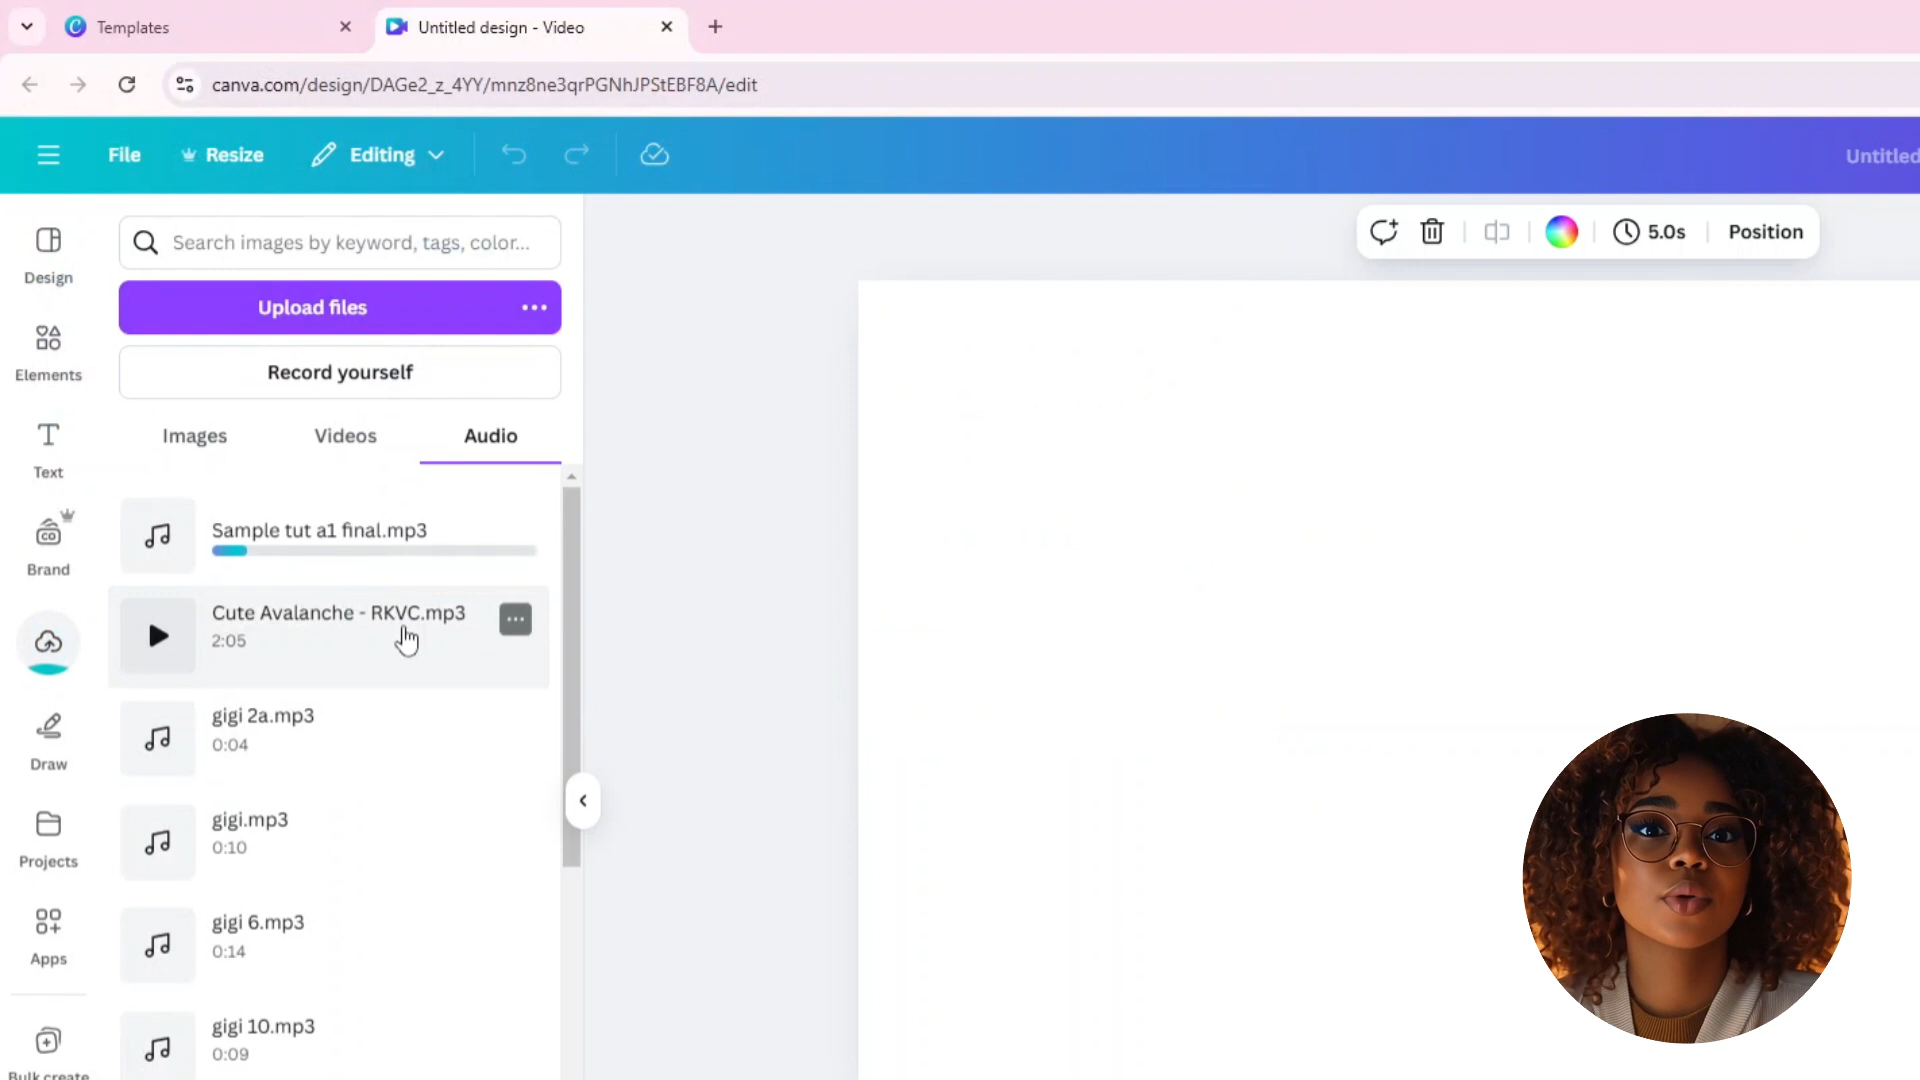 Templates
Untitled design - Video
canva.com/design/DAGe2_z_4YY/mnz8ne3qrPGNhJPStEBF8A/edit
File
Resize
Editing
Untitled
Design
Elements
Text
Brand
Draw
Projects
Apps
Bulk create
Search images by keyword, tags, color...
Upload files
Record yourself
Images
Videos
Audio
Sample tut a1 final.mp3
Cute Avalanche - RKVC.mp3
2:05
gigi 2a.mp3
0:04
gigi.mp3
0:10
gigi 6.mp3
0:14
gigi 10.mp3
0:09
5.0s
Position